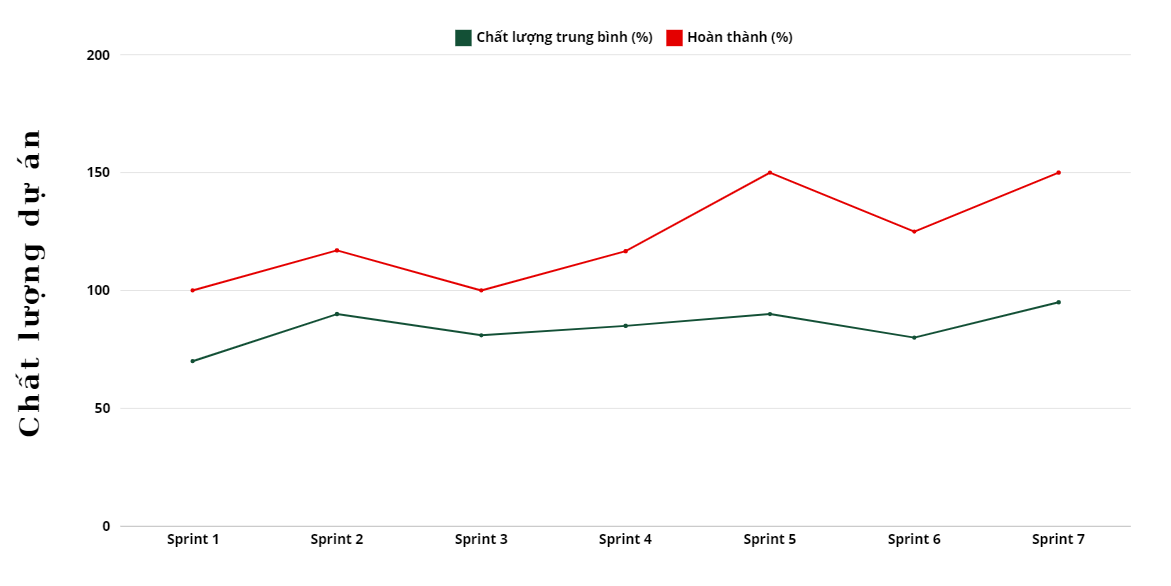 Chất lượng trung bình (%) Hoàn thành (%)
200
150
100
50
0
Chất lượng dự án
Sprint 1 Sprint 2 Sprint 3 Sprint 4 Sprint 5 Sprint 6 Sprint 7